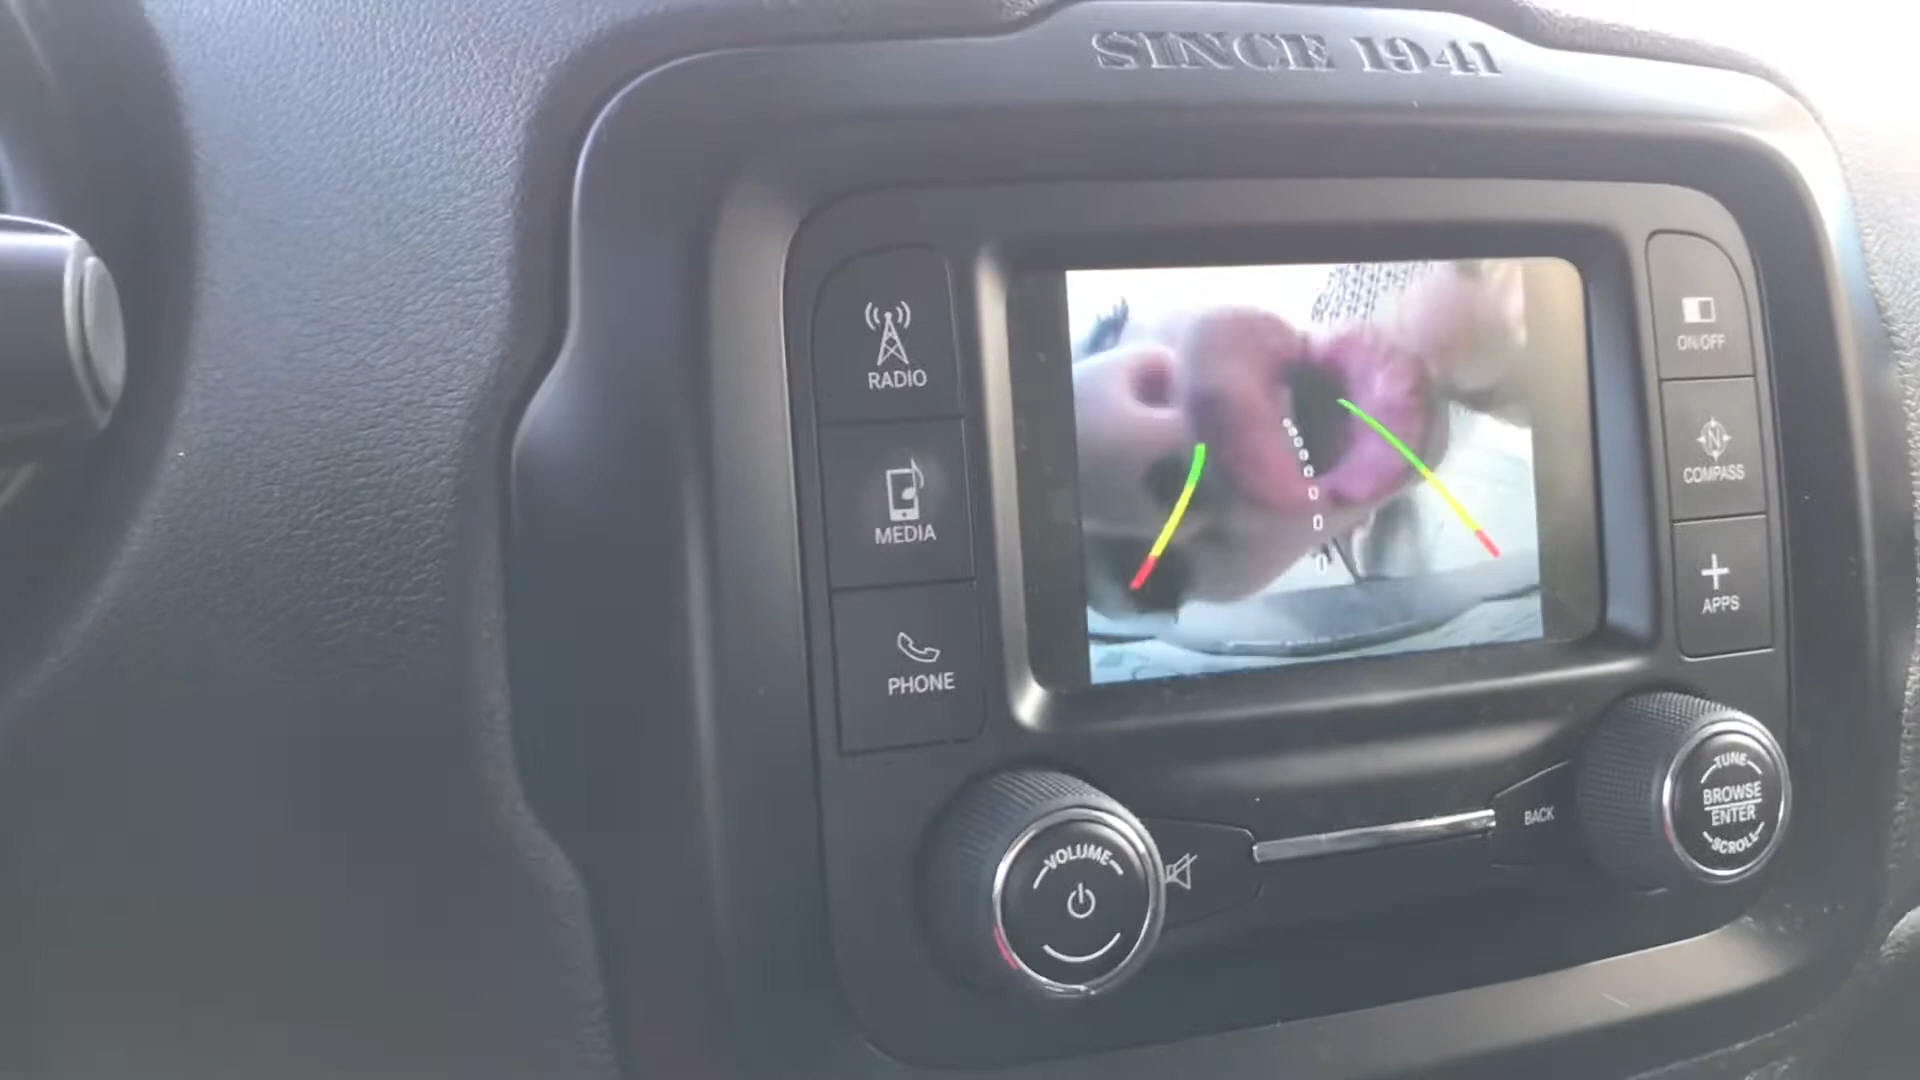 SINCE 1941
RADIO
MEDIA
PHONE
ON/OFF
N
COMPASS
APPS
VOLUME
BACK
TUNE
BROWSE
ENTER
SCROLL